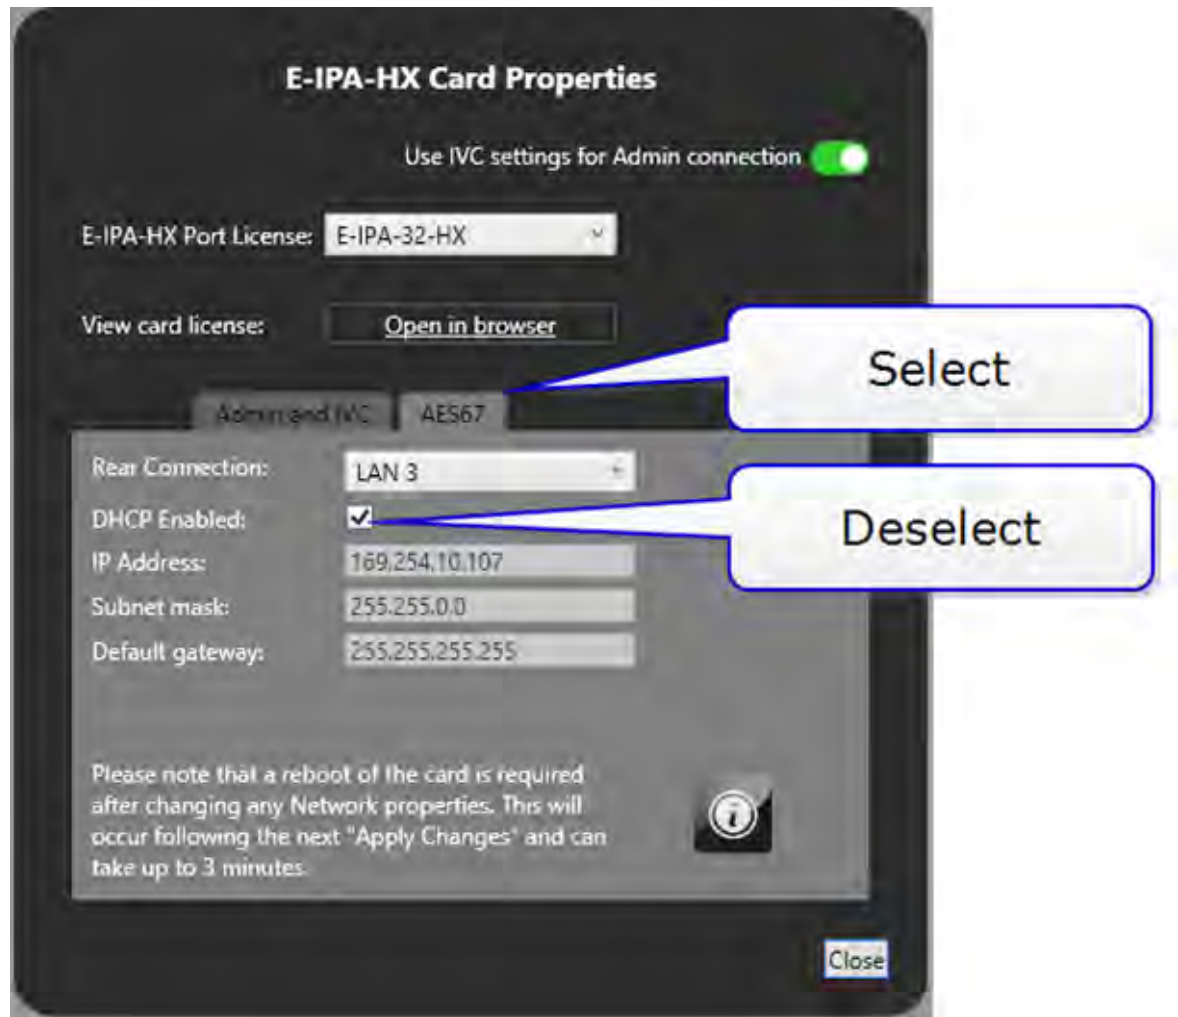 E-IPA-HX Card Properties
Use IVC settings for Admin connection
E-IPA-HX Port License: E-IPA-32-HX
View card license: Open in browser
Select
Admin and IVC AES67
Rear Connection: LAN 3
Deselect
DHCP Enabled:
IP Address: 169.254.10.107
Subnet mask: 255.255.0.0
Default gateway: 255.255.255.255
Please note that a reboot of the card is required
after changing any Network properties. This will
occur following the next "Apply Changes" and can
take up to 3 minutes.
Close